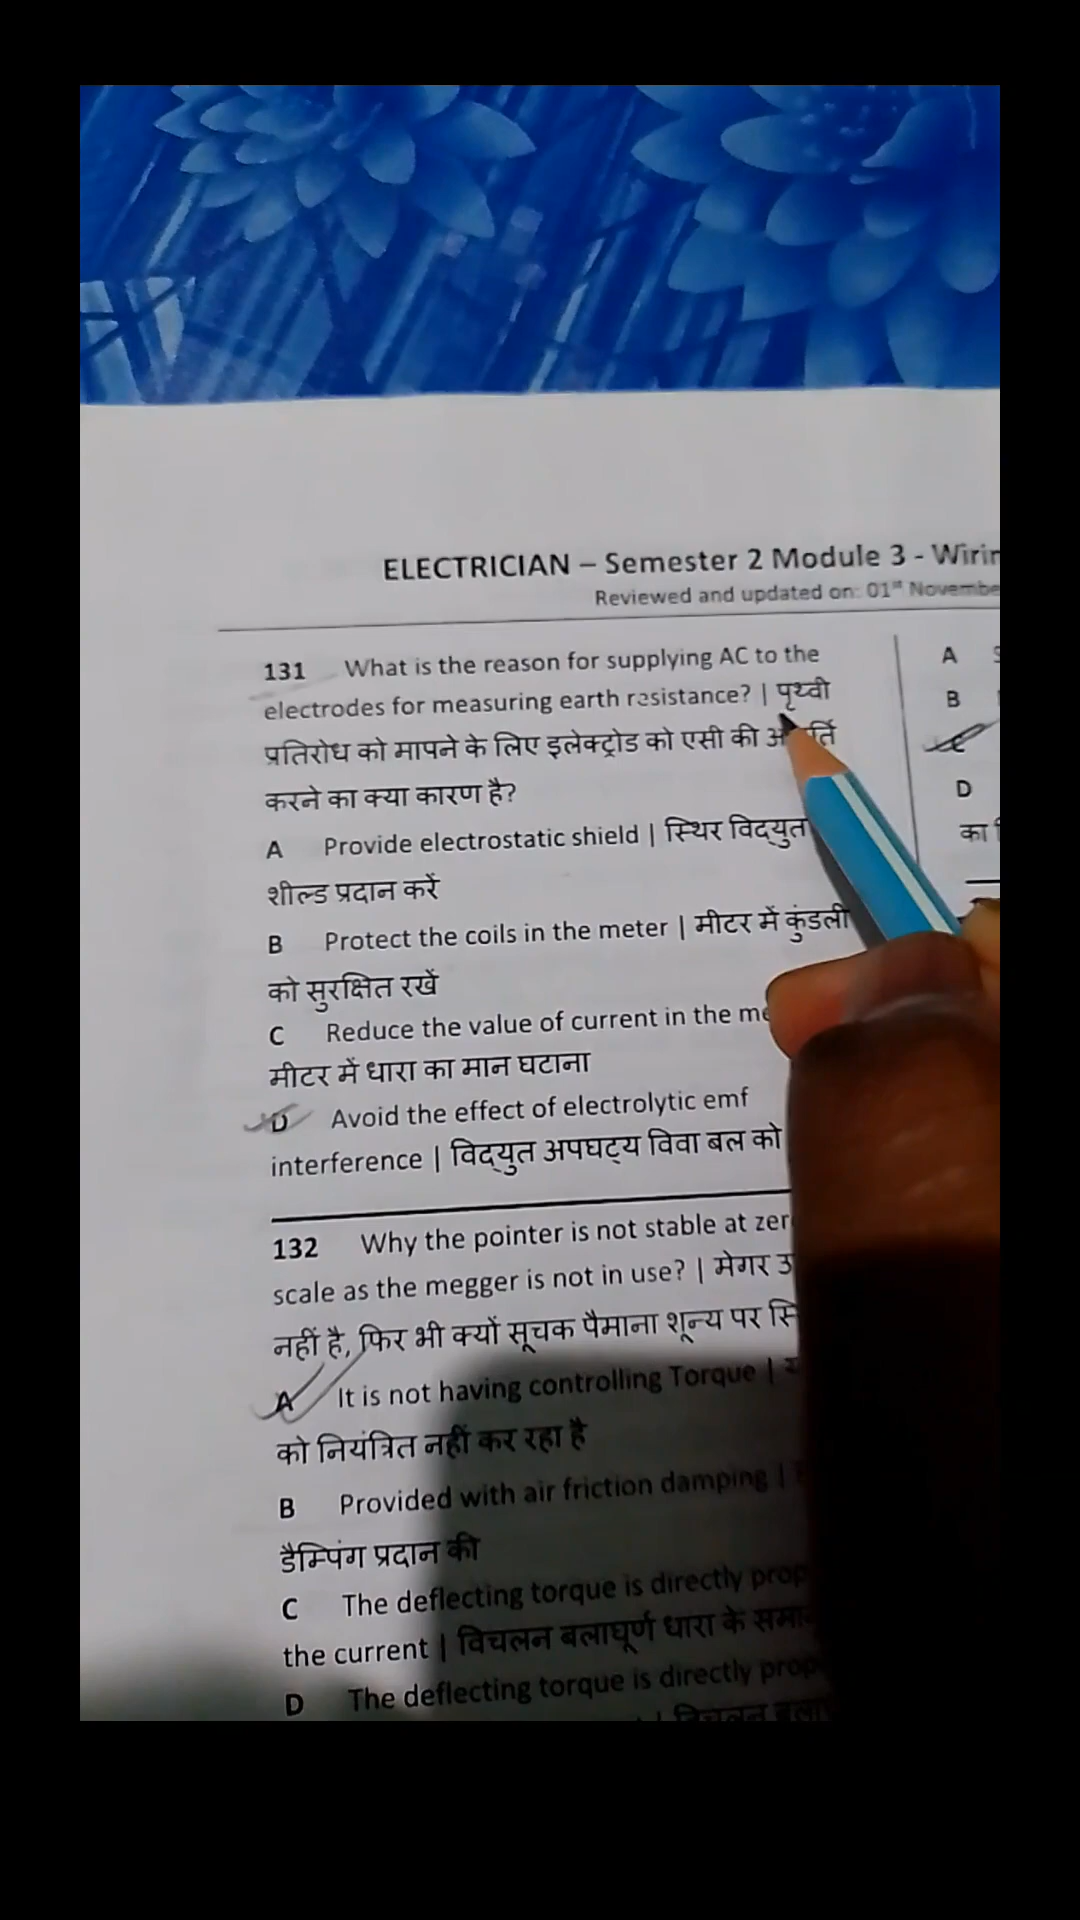 ELECTRICIAN – Semester 2 Module 3 -
Reviewed and updated on: 01st
131 What is the reason for supplying AC to the
electrodes for measuring earth resistance? | पृथ्वी
प्रतिरोध को मापने के लिए इलेक्ट्रोड को एसी की
करने का क्या कारण है?
A Provide electrostatic shield | स्थिर विद्युत
शील्ड प्रदान करें
B Protect the coils in the meter | मीटर में कुंडली
को सुरक्षित रखें
C Reduce the value of current in the
मीटर में धारा का मान घटाना
D Avoid the effect of electrolytic emf
interference | विद्युत अपघट्य विवा बल को
132 Why the pointer is not stable at
scale as the megger is not in use? | मेगर
नहीं है, फिर भी क्यों सूचक पैमाना शून्य पर
A It is not having controlling Torque |
को नियंत्रित नहीं कर रहा है
B Provided with air friction damping |
डैम्पिंग प्रदान की
C The deflecting torque is directly
the current | विचलन बलाघूर्ण धारा के
D The deflecting torque is directly
A
B
C
D
का